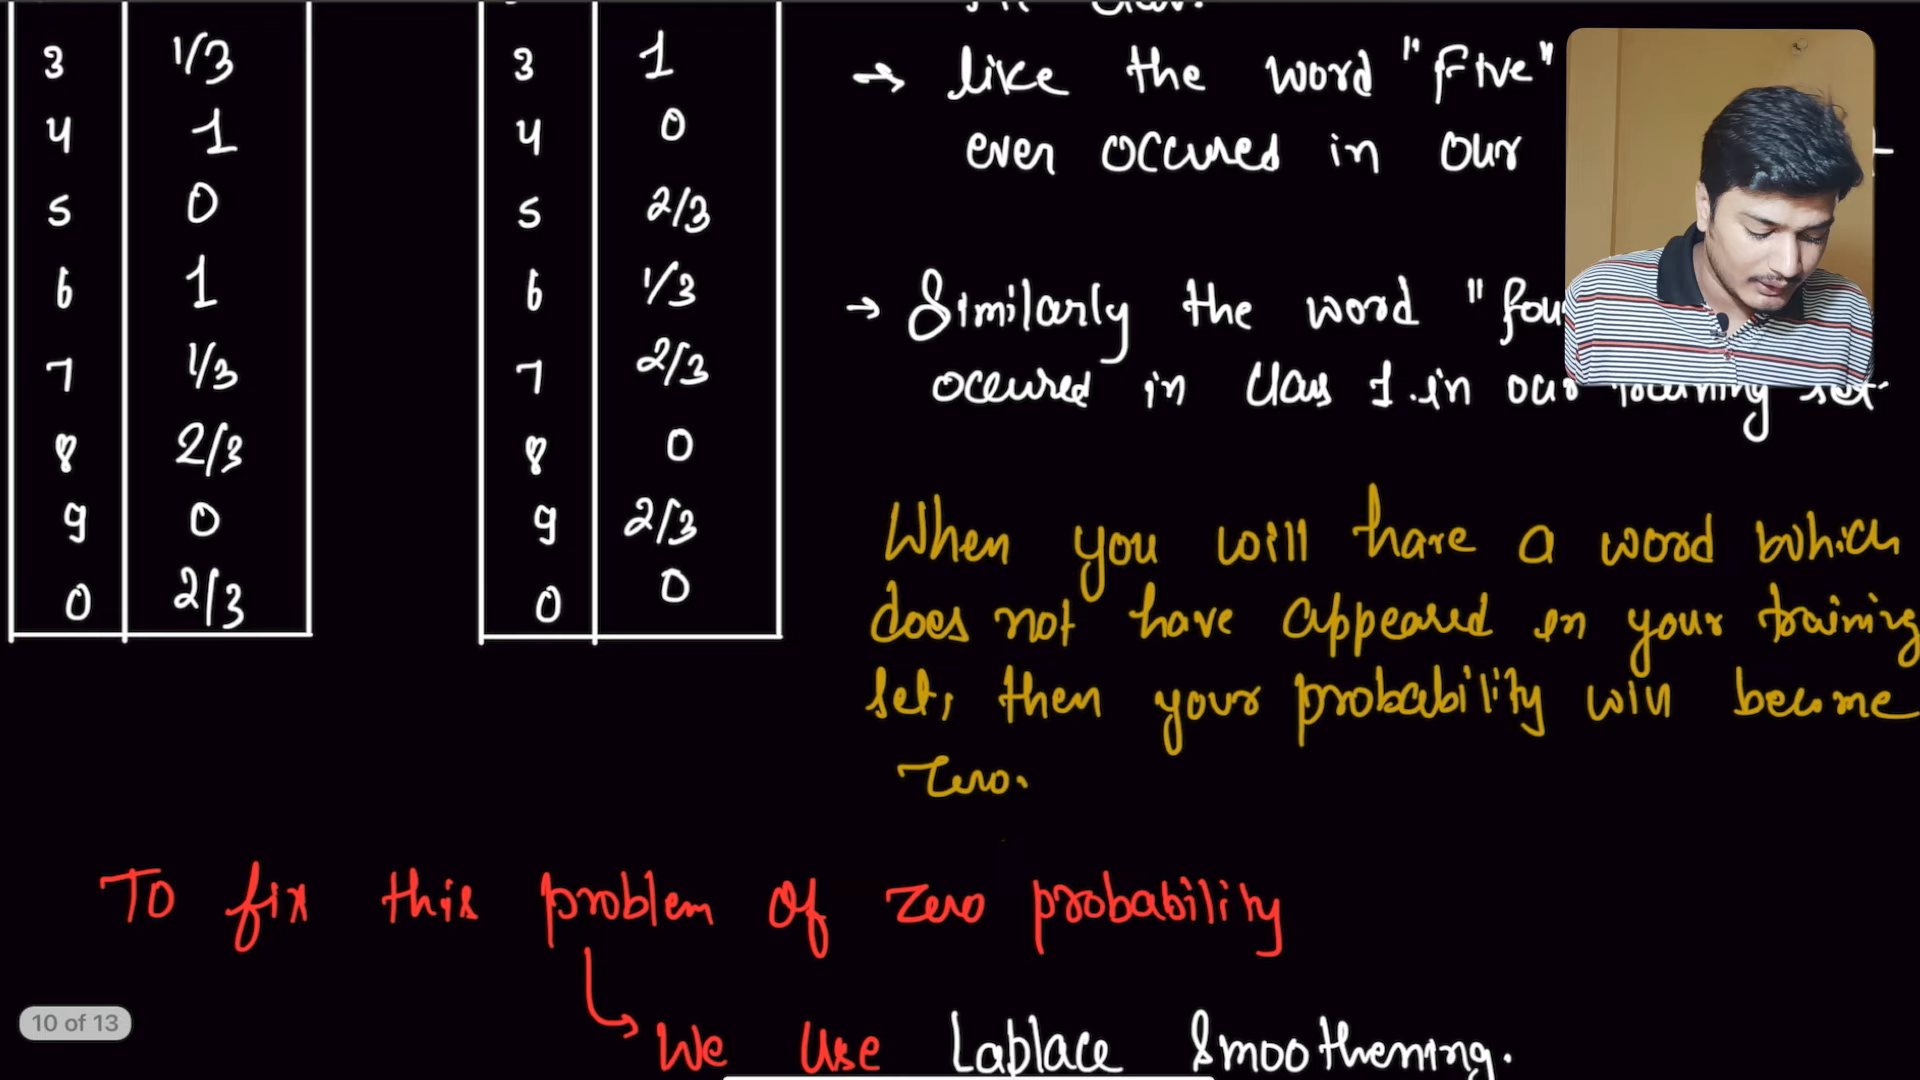 3 1/3
4 1
5 0
6 1
7 1/3
8 2/3
9 0
0 2/3
3 1
4 0
5 2/3
6 1/3
7 2/3
8 0
9 2/3
0 0
→ like the word "five"
ever occured in our
→ Similarly the word "fou
occured in class 1.in our training set
When you will have a word which
does not have appeared in your training
set, then your probability will become
zero.
To fix this problem of zero probability
We Use Lablace Smoothening.
10 of 13